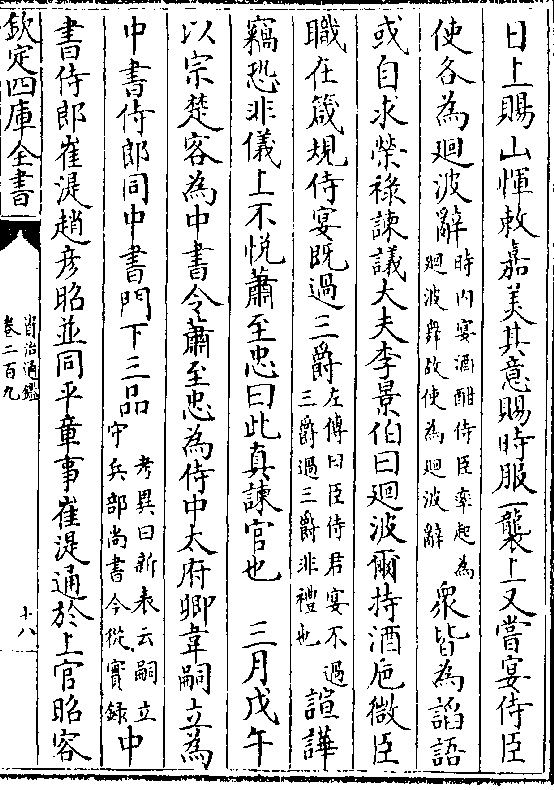 日上賜山惲敕嘉美其意賜時服一襲上又嘗宴侍臣
使各為廻波辭時内宴酒酣侍臣率起為廻波舞故使為廻波辭衆皆為諂語
或自求榮禄諫議大夫李景伯曰廻波爾持酒巵微臣
職在箴規侍宴既過三爵左傳曰臣侍君宴不過三爵過三爵非禮也諠譁
竊恐非儀上不悦蕭至忠曰此真諫官也　三月戊午
以宗楚客為中書令蕭至忠為侍中太府卿韋嗣立為
中書侍郎同中書門下三品考異曰新表云嗣立守兵部尚書今從實録中
書侍郎崔湜趙彦昭並同平章事崔湜通於上官昭容
欽定四庫全書
資治通鑑
卷二百九
十八